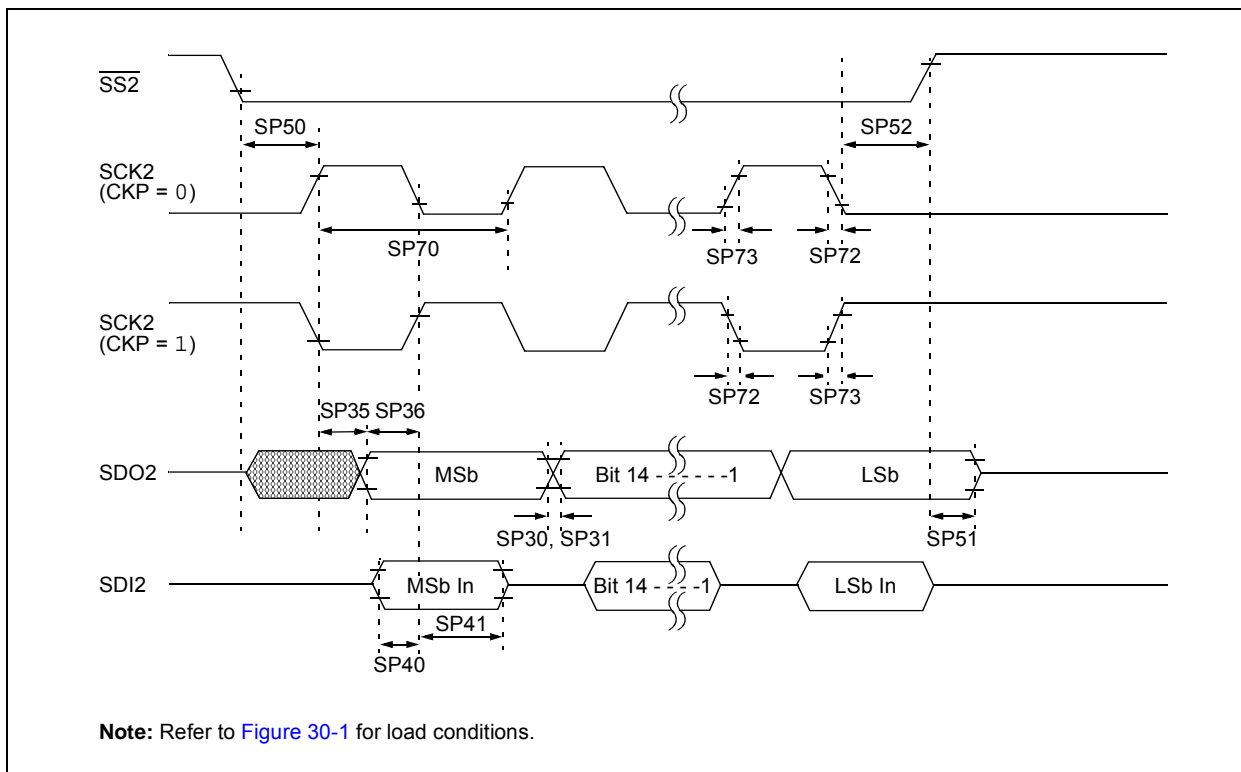 SS2
SP50
SP52
SCK2
(CKP = 0)
SP70
SP73
SP72
SCK2
(CKP = 1)
SP72
SP73
SP35 SP36
SDO2
MSb
Bit 14 - - - - - -1
LSb
SP30, SP31
SP51
SDI2
MSb In
Bit 14 - - - -1
LSb In
SP41
SP40
Note: Refer to Figure 30-1 for load conditions.